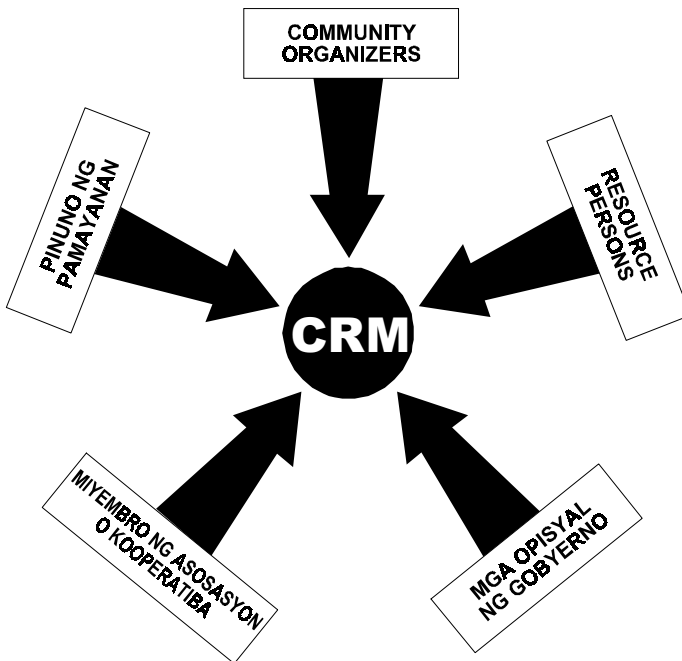 COMMUNITY
ORGANIZERS
PINUNO NG
PAMAYANAN
RESOURCE
PERSONS
CRM
MIYEMBRO NG ASOSASYON
O KOOPERATIBA
MGA OPISYAL
NG GOBYERNO